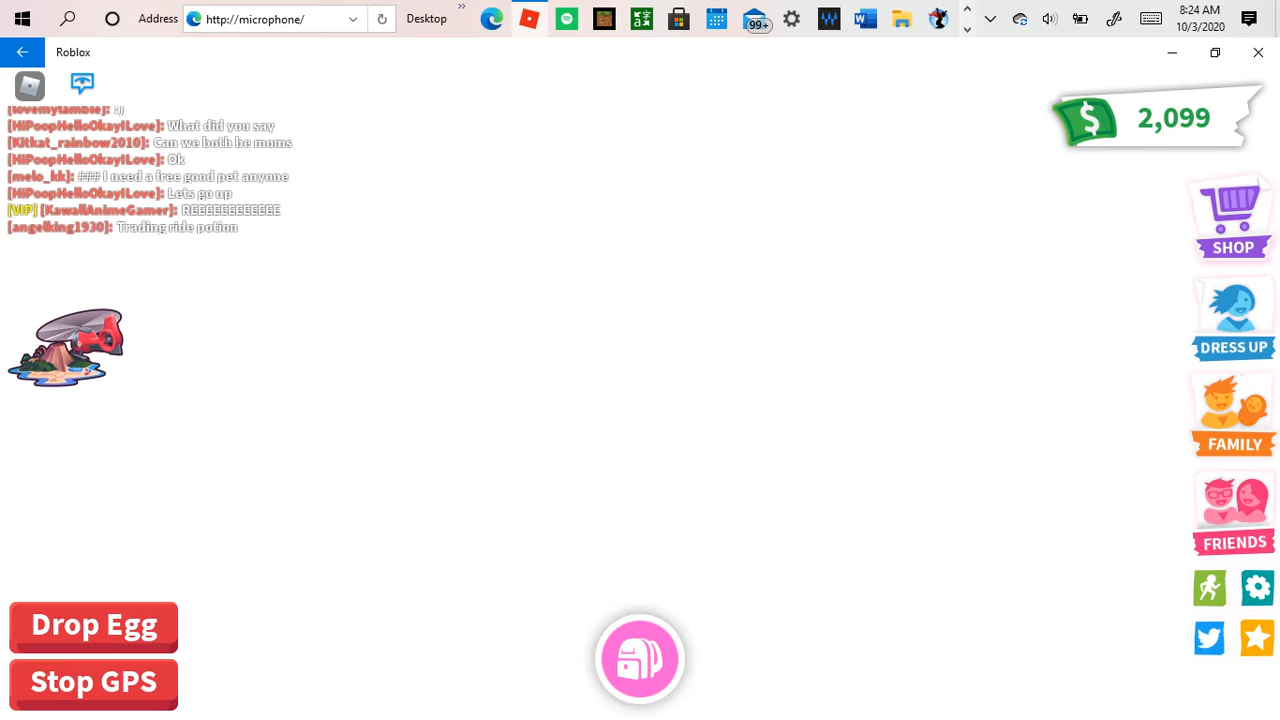 Address http://microphone/ Desktop
99+
8:24 AM
10/3/2020
Roblox
[lovemytambie]: :)
[HiPoopHelloOkayILove]: What did you say
[Kitkat_rainbow2010]: Can we both be moms
[HiPoopHelloOkayILove]: Ok
[melo_kk]: ### I need a free good pet anyone
[HiPoopHelloOkayILove]: Lets go up
[VIP] [KawaiiAnimeGamer]: REEEEEEEEEEEE
[angelking1930]: Trading ride potion
$ 2,099
SHOP
DRESS UP
FAMILY
FRIENDS
Drop Egg
Stop GPS